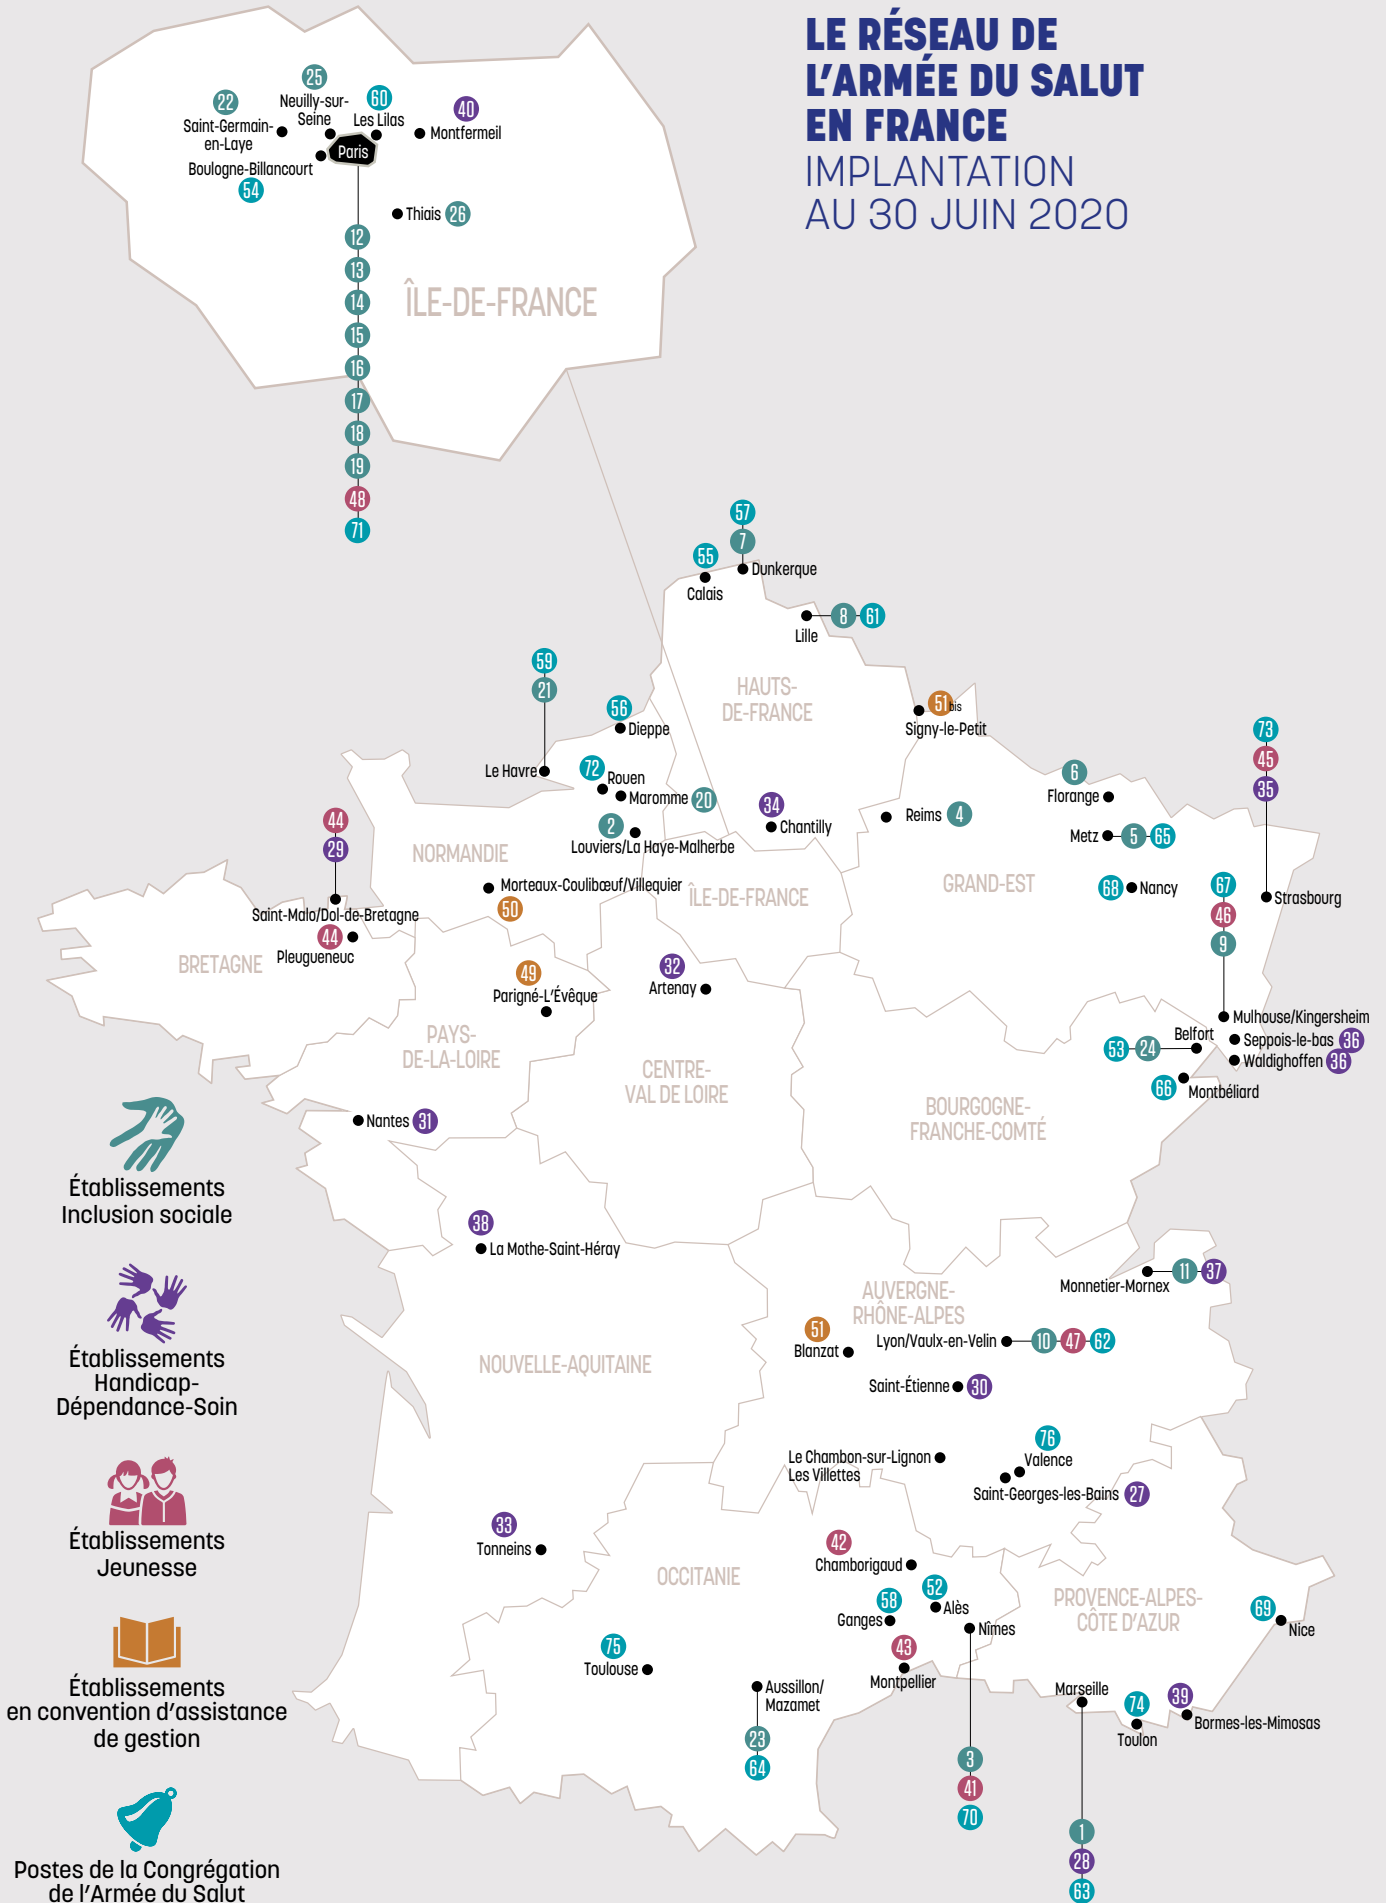 LE RÉSEAU DE
L'ARMÉE DU SALUT
EN FRANCE
IMPLANTATION
AU 30 JUIN 2020
25
Neuilly-sur-
Seine
22
Saint-Germain-
en-Laye
60
Les Lilas
40
Montfermeil
Paris
Boulogne-Billancourt
54
Thiais 26
12
13
14
15
16
17
18
19
48
71
ÎLE-DE-FRANCE
57
7
Dunkerque
55
Calais
Lille
8 61
HAUTS-
DE-FRANCE
59
21
Le Havre
56
Dieppe
72
Rouen
Maromme 20
2
Louviers/La Haye-Malherbe
34
Chantilly
51 bis
Signy-le-Petit
Reims 4
6
Florange
Metz 5 65
68 Nancy
73
45
35
Strasbourg
67
46
9
Mulhouse/Kingersheim
Seppois-le-bas 36
Waldighoffen 36
Belfort
53 24
66
Montbéliard
NORMANDIE
Morteaux-Coulibœuf/Villequier
50
ÎLE-DE-FRANCE
GRAND-EST
44
29
Saint-Malo/Dol-de-Bretagne
44
Pleugueneuc
BRETAGNE
49
Parigné-L'Évêque
32
Artenay
PAYS-
DE-LA-LOIRE
CENTRE-
VAL DE LOIRE
BOURGOGNE-
FRANCHE-COMTÉ
Nantes 31
38
La Mothe-Saint-Héray
Monnetier-Mornex
11 37
AUVERGNE-
RHÔNE-ALPES
51
Blanzat
Lyon/Vaulx-en-Velin 10 47 62
Saint-Étienne 30
NOUVELLE-AQUITAINE
Le Chambon-sur-Lignon
Les Villettes
76
Valence
Saint-Georges-les-Bains 27
33
Tonneins
OCCITANIE
42
Chamborigaud
52
Alès
58
Ganges
Nîmes
43
Montpellier
3
41
70
75
Toulouse
Aussillon/
Mazamet
23
64
PROVENCE-ALPES-
CÔTE D'AZUR
69
Nice
Marseille
1
28
63
74
Toulon
39
Bormes-les-Mimosas
Établissements
Inclusion sociale
Établissements
Handicap-
Dépendance-Soin
Établissements
Jeunesse
Établissements
en convention d'assistance
de gestion
Postes de la Congrégation
de l'Armée du Salut